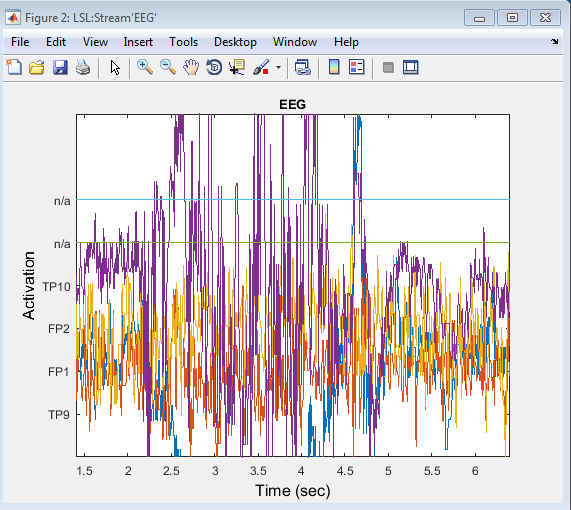 Figure 2: LSL:Stream'EEG'
File Edit View Insert Tools Desktop Window Help
EEG
n/a
n/a
TP10
FP2
FP1
TP9
Activation
1.5 2 2.5 3 3.5 4 4.5 5 5.5 6
Time (sec)